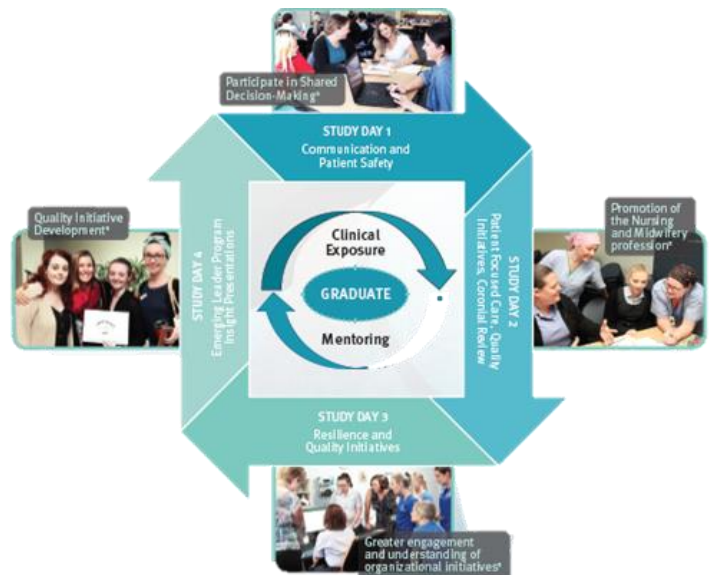 Participate in Shared
Decision-Making*
STUDY DAY 1
Communication and
Patient Safety
Quality Initiative
Development*
Promotion of
the Nursing
and Midwifery
profession*
STUDY DAY 2
Patient Focused Care, Quality
Initiatives, Coronial Review
STUDY DAY 4
Emerging Leader Program
Insight Presentations
Clinical
Exposure
GRADUATE
Mentoring
STUDY DAY 3
Resilience and
Quality Initiatives
Greater engagement
and understanding of
organizational initiatives*